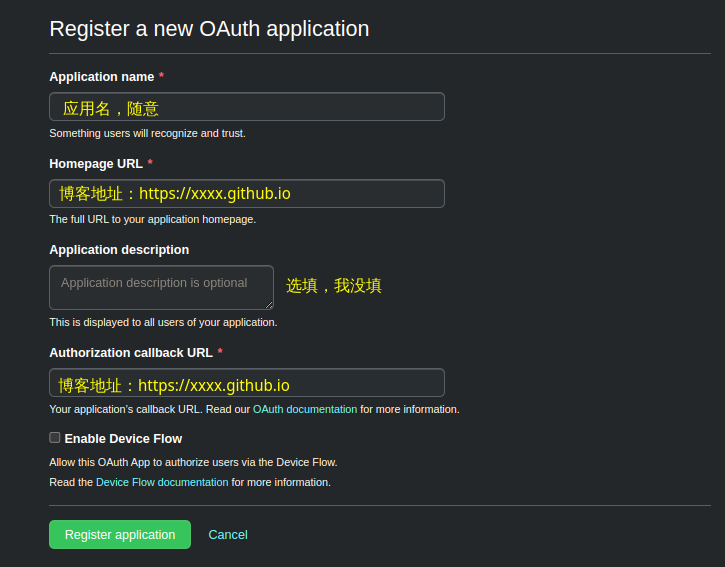 Register a new OAuth application
Application name *
应用名，随意
Something users will recognize and trust.
Homepage URL *
博客地址：https://xxxx.github.io
The full URL to your application homepage.
Application description
Application description is optional
选填，我没填
This is displayed to all users of your application.
Authorization callback URL *
博客地址：https://xxxx.github.io
Your application's callback URL. Read our OAuth documentation for more information.
Enable Device Flow
Allow this OAuth App to authorize users via the Device Flow.
Read the Device Flow documentation for more information.
Register application Cancel